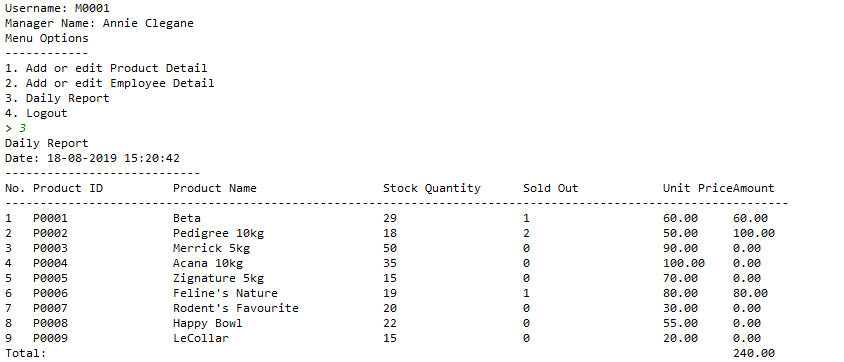 Username: M0001
Manager Name: Annie Clegane
Menu Options
------------
1. Add or edit Product Detail
2. Add or edit Employee Detail
3. Daily Report
4. Logout
> 3
Daily Report
Date: 18-08-2019 15:20:42
----------------------------
No. Product ID Product Name Stock Quantity Sold Out Unit PriceAmount
----------------------------------------------------------------------------------------------------------------
1 P0001 Beta 29 1 60.00 60.00
2 P0002 Pedigree 10kg 18 2 50.00 100.00
3 P0003 Merrick 5kg 50 0 90.00 0.00
4 P0004 Acana 10kg 35 0 100.00 0.00
5 P0005 Zignature 5kg 15 0 70.00 0.00
6 P0006 Feline's Nature 19 1 80.00 80.00
7 P0007 Rodent's Favourite 20 0 30.00 0.00
8 P0008 Happy Bowl 22 0 55.00 0.00
9 P0009 LeCollar 15 0 20.00 0.00
Total: 240.00